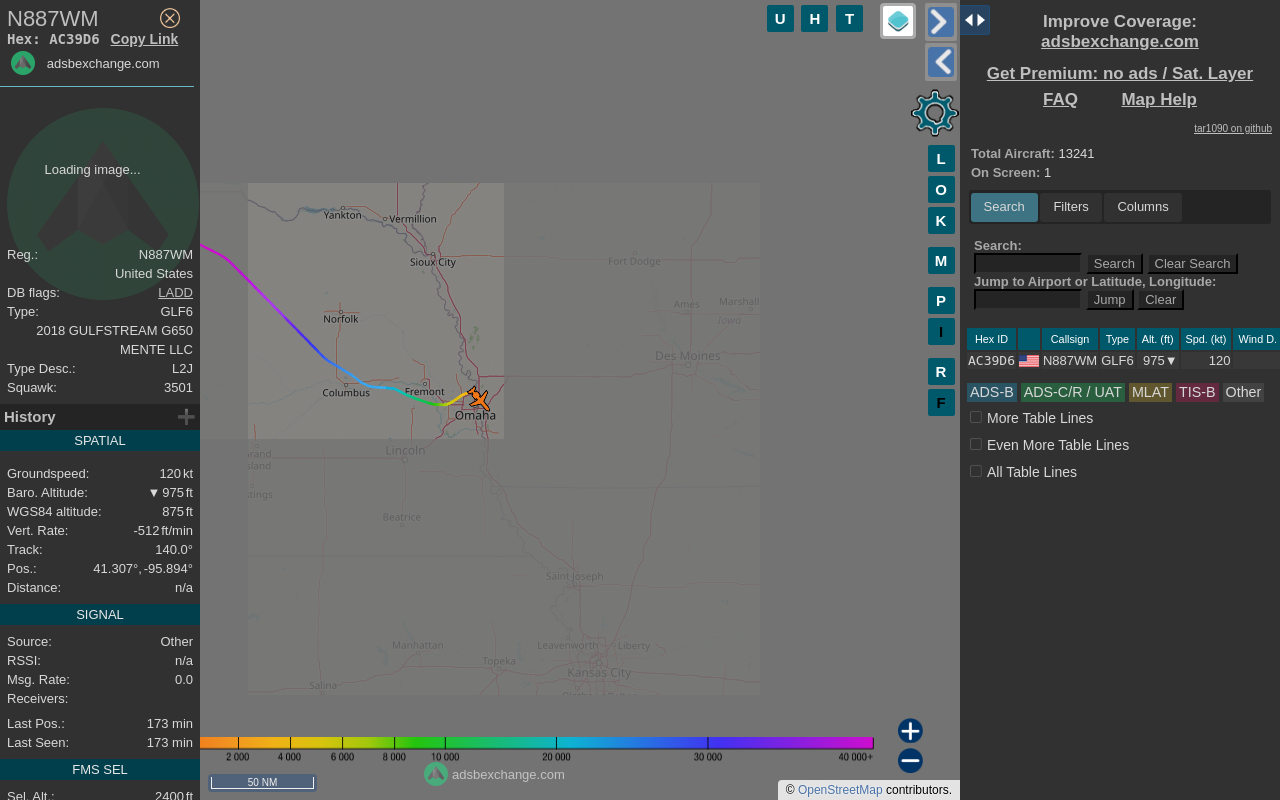 N887WM
Hex: AC39D6 Copy Link
adsbexchange.com
Loading image...
Reg.: N887WM
United States
DB flags: LADD
Type: GLF6
2018 GULFSTREAM G650
MENTE LLC
Type Desc.: L2J
Squawk: 3501
History
SPATIAL
Groundspeed: 120 kt
Baro. Altitude: ▼ 975 ft
WGS84 altitude: 875 ft
Vert. Rate: -512 ft/min
Track: 140.0°
Pos.: 41.307°, -95.894°
Distance: n/a
SIGNAL
Source: Other
RSSI: n/a
Msg. Rate: 0.0
Receivers:
Last Pos.: 173 min
Last Seen: 173 min
FMS SEL
Sel. Alt.: 2400 ft
U H T
L
O
K
M
P
I
R
F
Yankton
Vermillion
Sioux City
Fort Dodge
Norfolk
Ames
Marshall
Iowa
Des Moines
Columbus
Fremont
Omaha
Lincoln
Beatrice
Saint Joseph
Manhattan
Leavenworth
Liberty
Topeka
Kansas City
Salina
2 000 4 000 6 000 8 000 10 000 20 000 30 000 40 000+
adsbexchange.com
50 NM
© OpenStreetMap contributors.
Improve Coverage:
adsbexchange.com
Get Premium: no ads / Sat. Layer
FAQ Map Help
tar1090 on github
Total Aircraft: 13241
On Screen: 1
Search Filters Columns
Search:
Search Clear Search
Jump to Airport or Latitude, Longitude:
Jump Clear
Hex ID Callsign Type Alt. (ft) Spd. (kt) Wind D.
AC39D6 N887WM GLF6 975▼ 120
ADS-B ADS-C/R / UAT MLAT TIS-B Other
More Table Lines
Even More Table Lines
All Table Lines